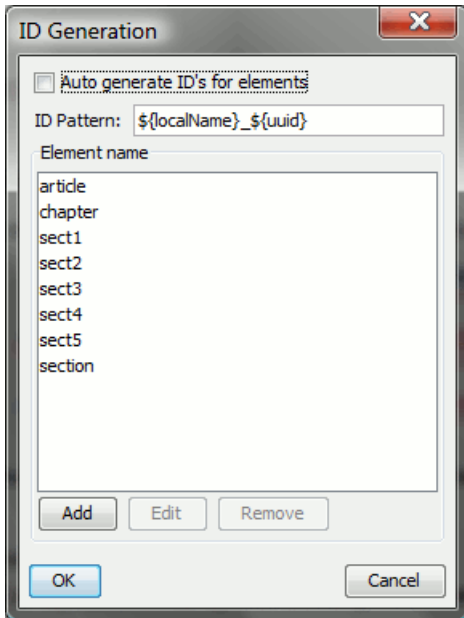 ID Generation
Auto generate ID's for elements
ID Pattern: ${localName}_${uuid}
Element name
article
chapter
sect1
sect2
sect3
sect4
sect5
section
Add Edit Remove
OK Cancel